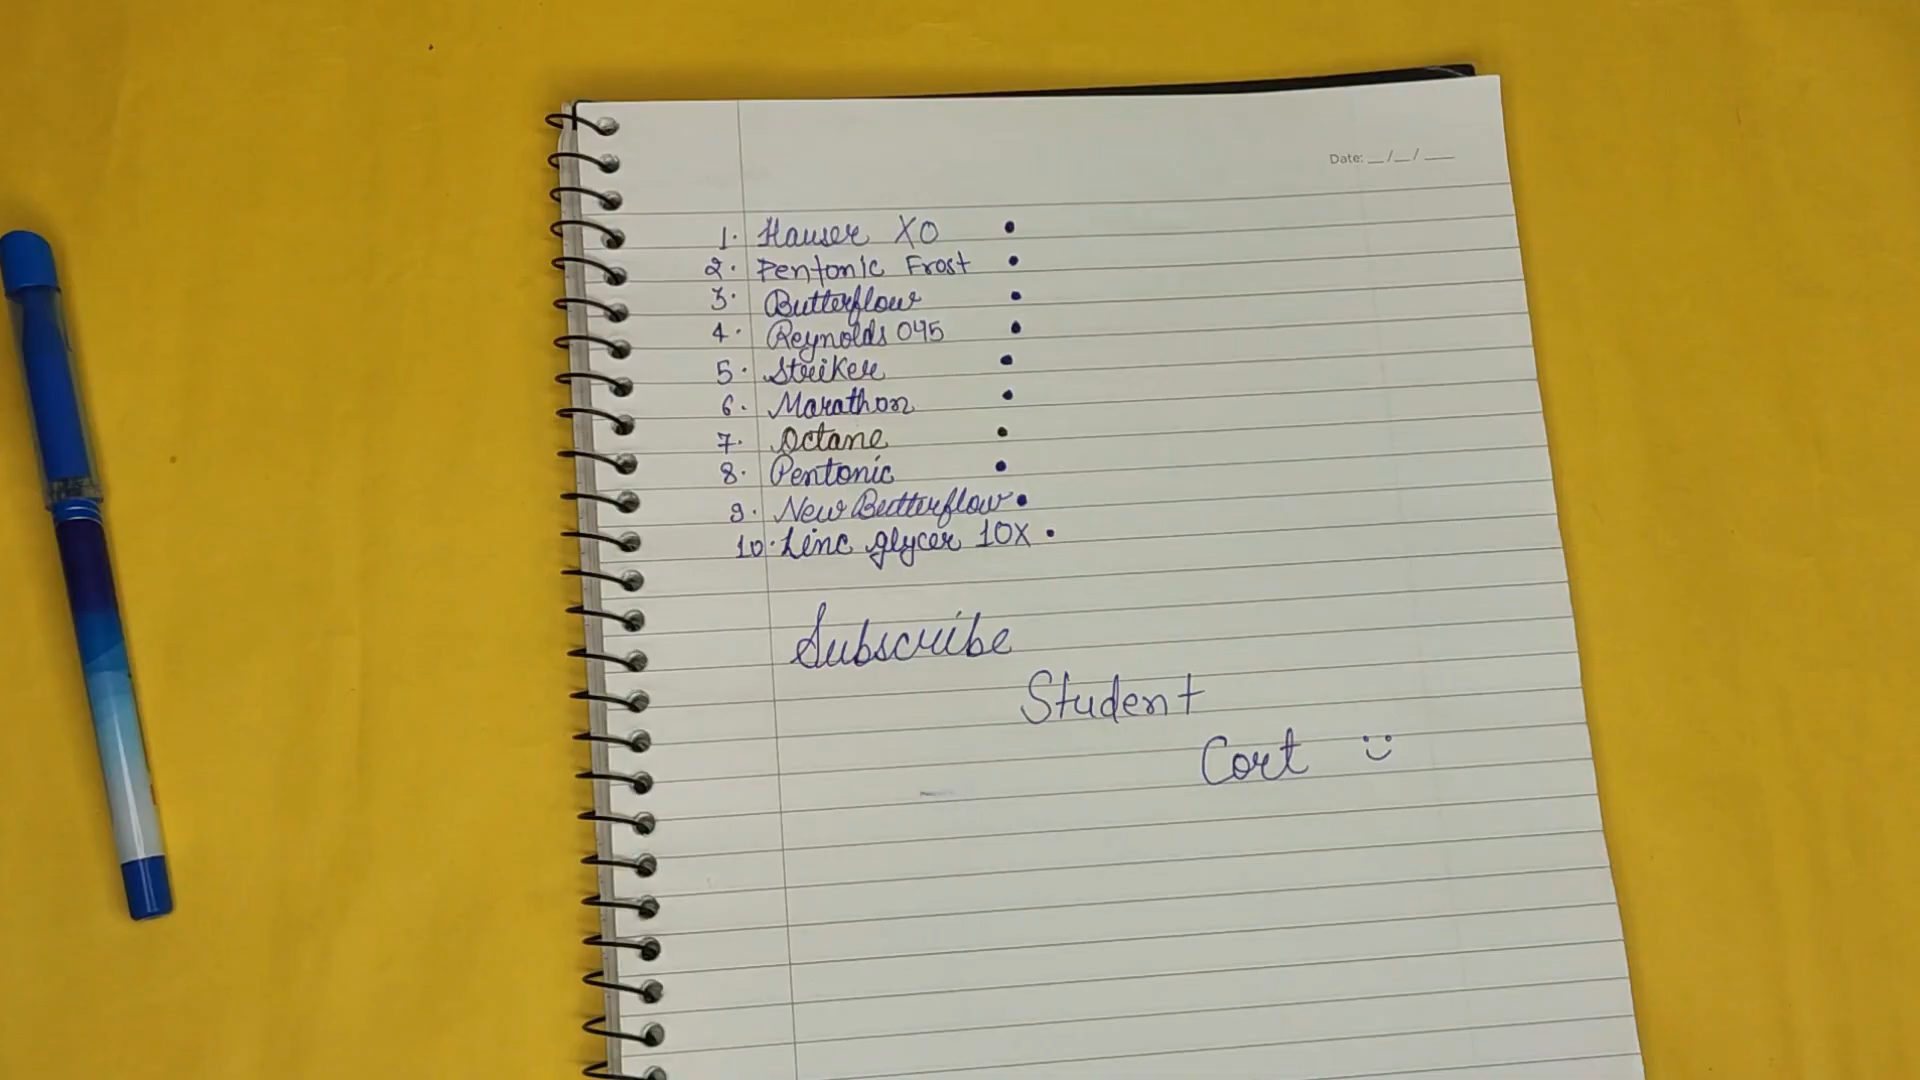 Date: __/__/___
1. Hauser XO •
2. Pentonic Frost •
3. Butterflow •
4. Reynolds 045 •
5. Striker •
6. Marathon •
7. Octane •
8. Pentonic •
9. New Butterflow •
10. Linc glycer 10X •
Subscribe
Student
Cort :)